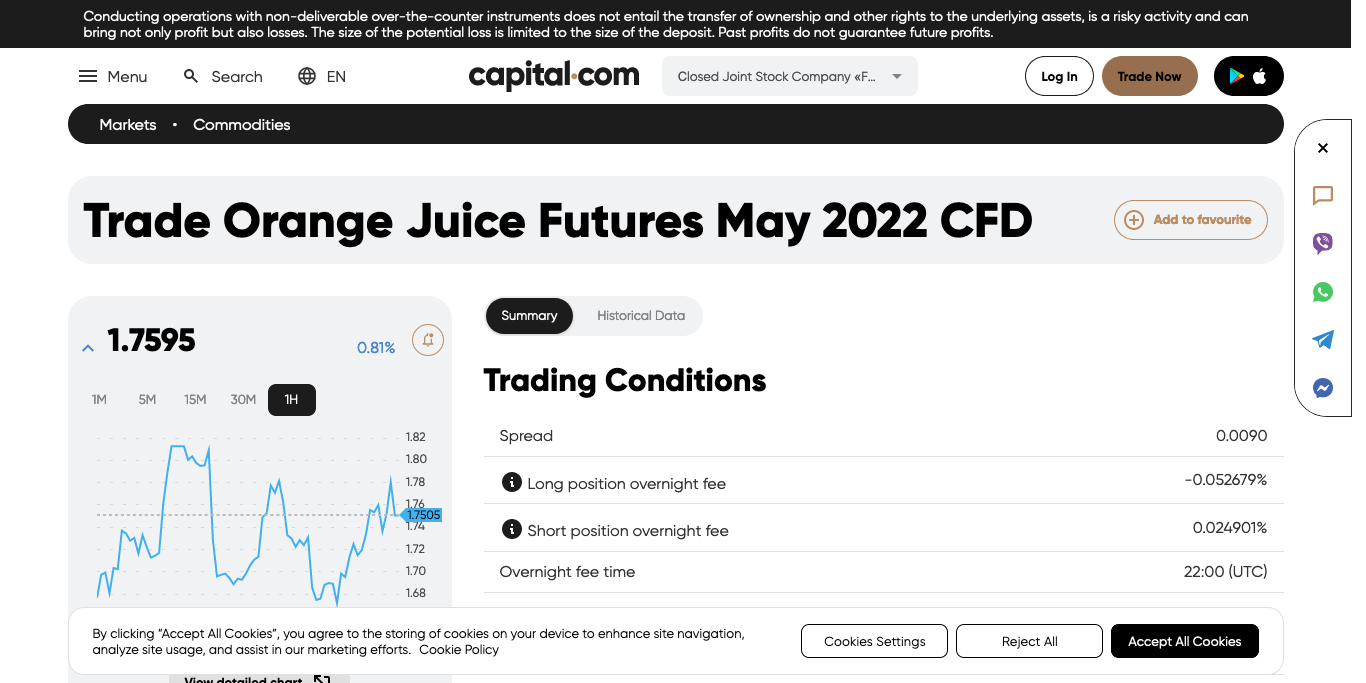 Conducting operations with non-deliverable over-the-counter instruments does not entail the transfer of ownership and other rights to the underlying assets, is a risky activity and can
bring not only profit but also losses. The size of the potential loss is limited to the size of the deposit. Past profits do not guarantee future profits.
Menu Search EN capital.com Closed Joint Stock Company «F... Log In Trade Now
Markets • Commodities
Trade Orange Juice Futures May 2022 CFD Add to favourite
1.7595 0.81%
1M 5M 15M 30M 1H
1.82
1.80
1.78
1.76
1.7505
1.74
1.72
1.70
1.68
Summary Historical Data
Trading Conditions
Spread 0.0090
Long position overnight fee -0.052679%
Short position overnight fee 0.024901%
Overnight fee time 22:00 (UTC)
By clicking “Accept All Cookies”, you agree to the storing of cookies on your device to enhance site navigation,
analyze site usage, and assist in our marketing efforts. Cookie Policy
Cookies Settings Reject All Accept All Cookies
View detailed chart